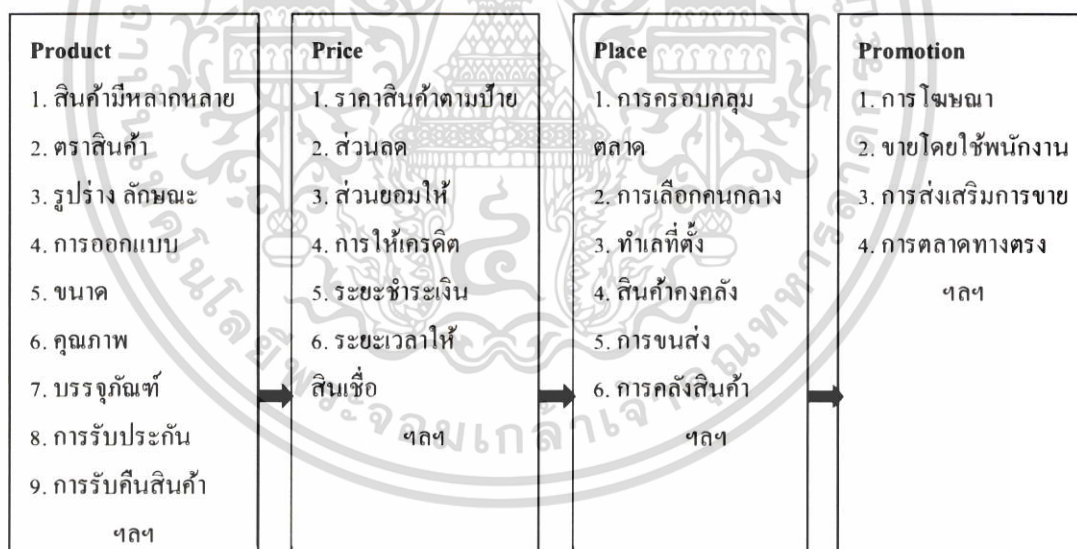 Product
1. สินค้ามีหลากหลาย
2. ตราสินค้า
3. รูปร่าง ลักษณะ
4. การออกแบบ
5. ขนาด
6. คุณภาพ
7. บรรจุภัณฑ์
8. การรับประกัน
9. การรับคืนสินค้า
ฯลฯ
Price
1. ราคาสินค้าตามป้าย
2. ส่วนลด
3. ส่วนยอมให้
4. การให้เครดิต
5. ระยะชำระเงิน
6. ระยะเวลาให้
สินเชื่อ
ฯลฯ
Place
1. การครอบคลุม
ตลาด
2. การเลือกคนกลาง
3. ทำเลที่ตั้ง
4. สินค้าคงคลัง
5. การขนส่ง
6. การคลังสินค้า
ฯลฯ
Promotion
1. การโฆษณา
2. ขายโดยใช้พนักงาน
3. การส่งเสริมการขาย
4. การตลาดทางตรง
ฯลฯ